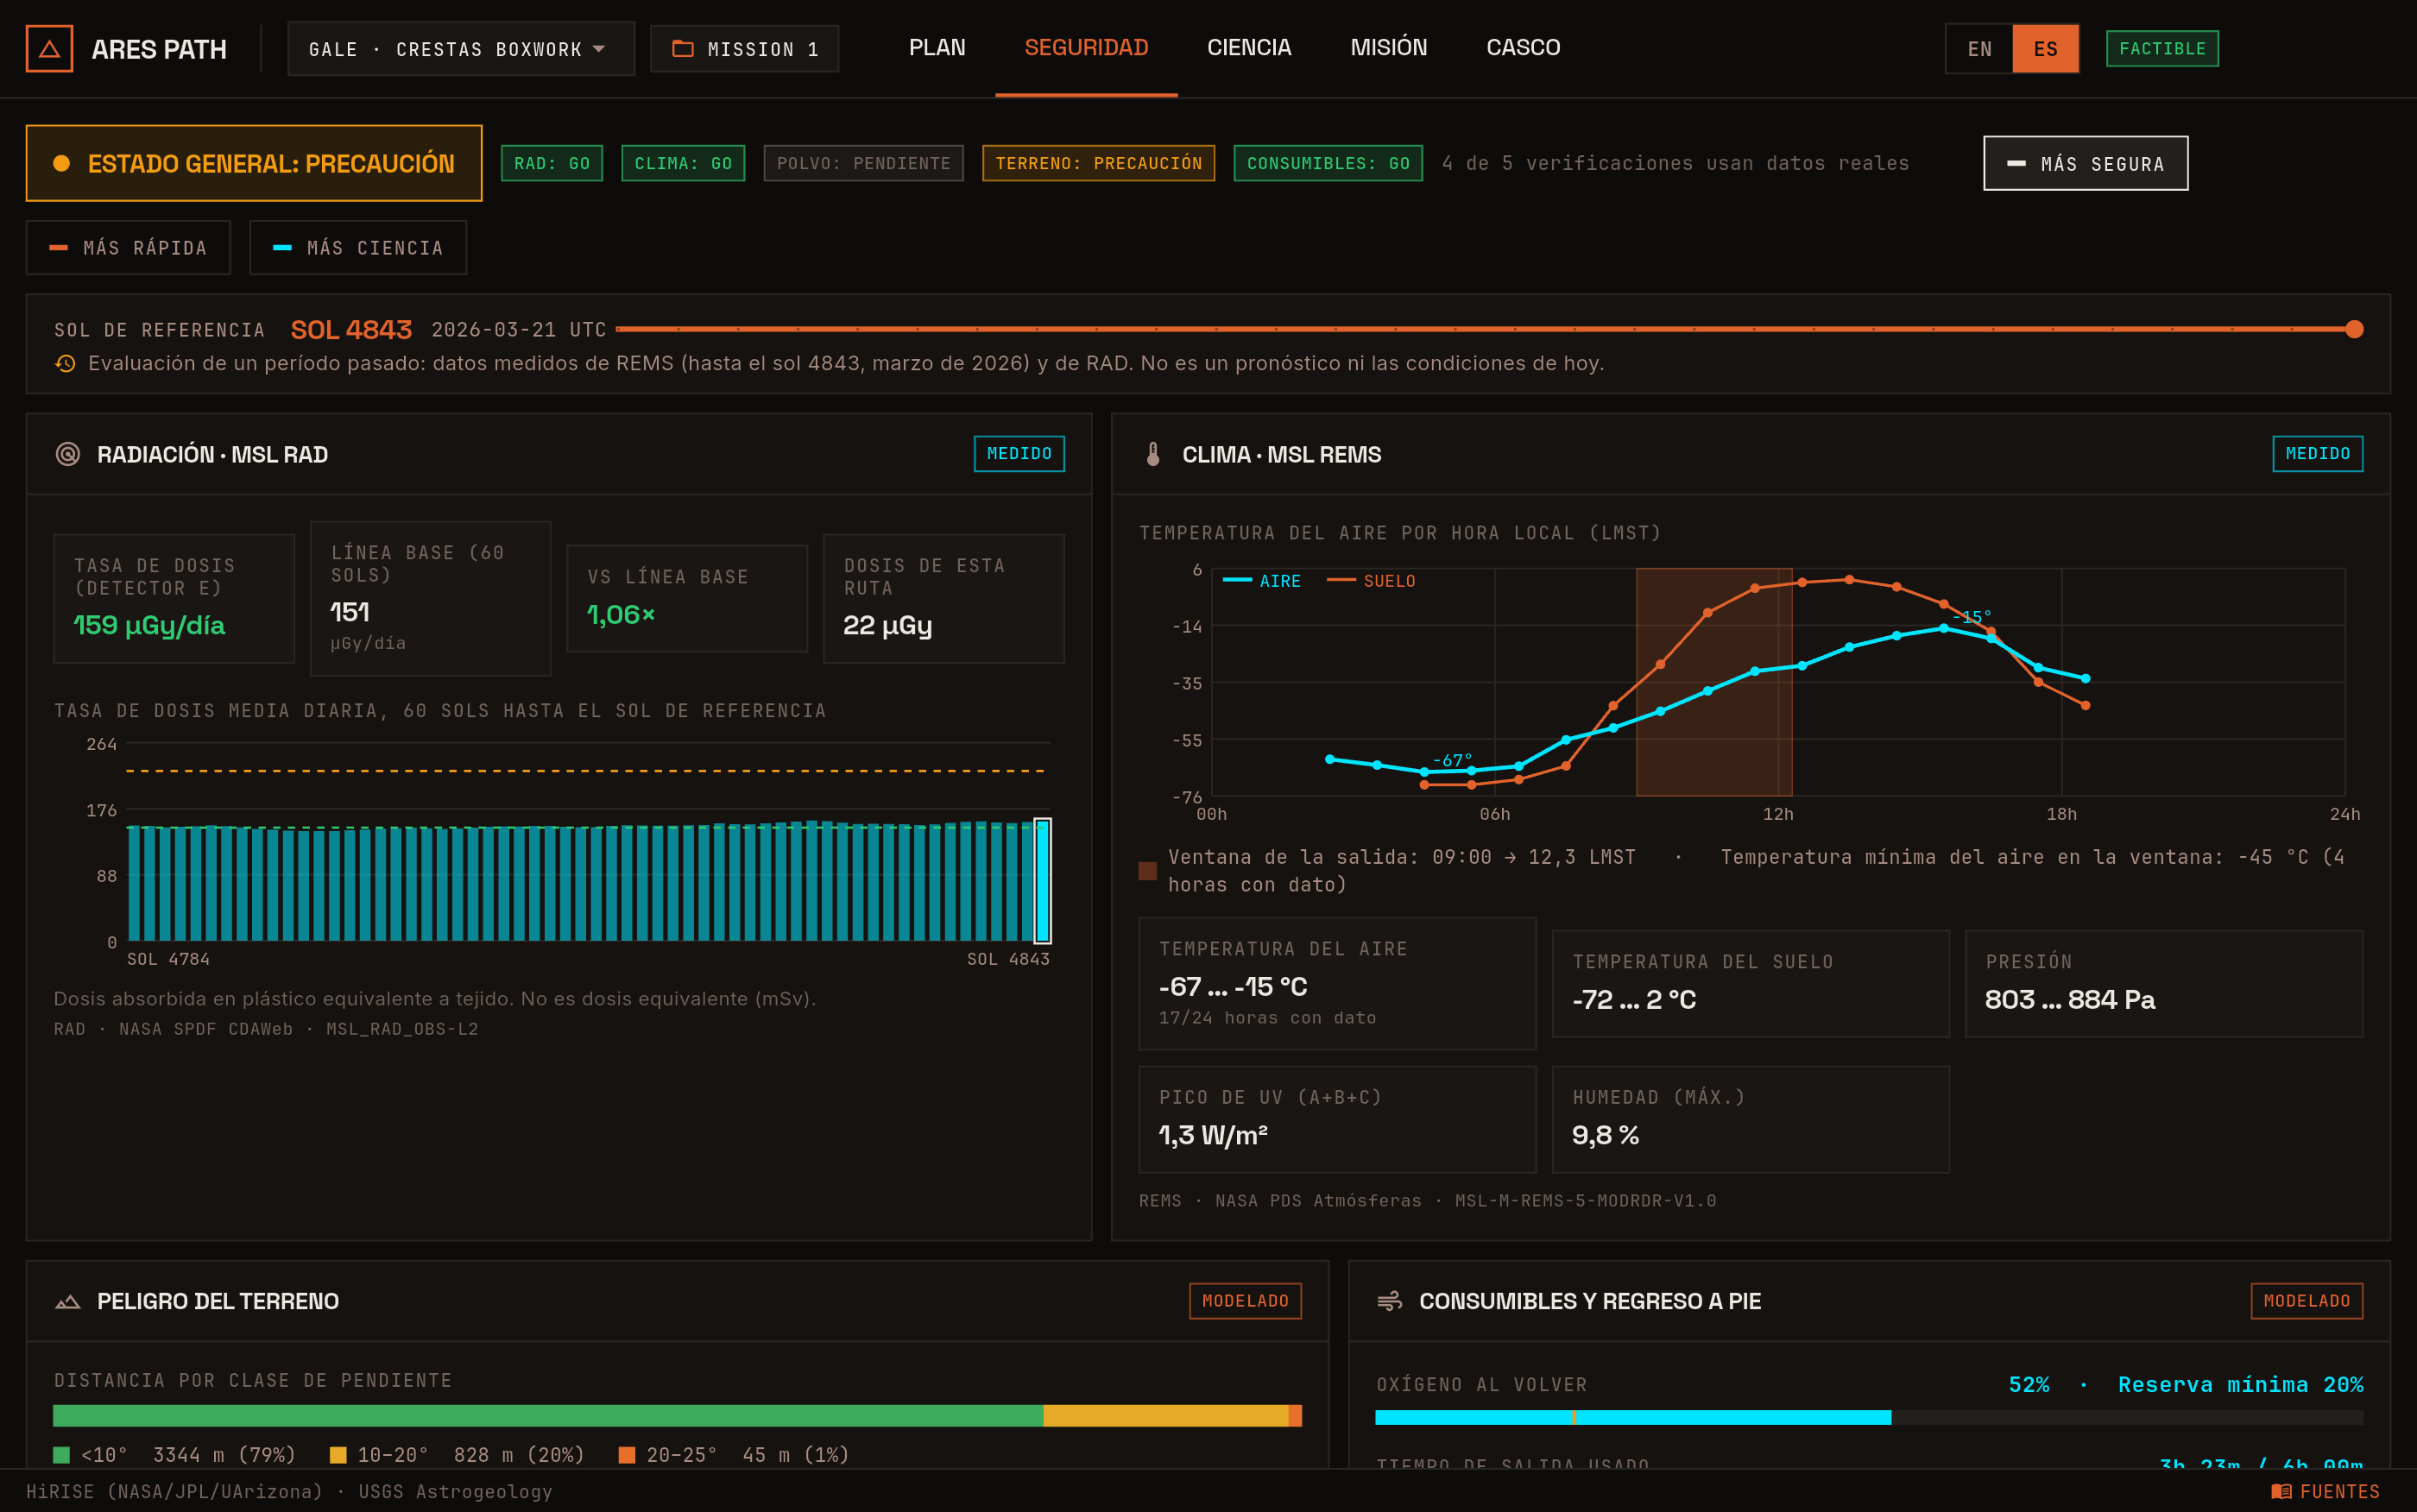 ARES PATH
GALE · CRESTAS BOXWORK
MISSION 1
PLAN
SEGURIDAD
CIENCIA
MISIÓN
CASCO
EN
ES
FACTIBLE
ESTADO GENERAL: PRECAUCIÓN
RAD: GO
CLIMA: GO
POLVO: PENDIENTE
TERRENO: PRECAUCIÓN
CONSUMIBLES: GO
4 de 5 verificaciones usan datos reales
MÁS SEGURA
MÁS RÁPIDA
MÁS CIENCIA
SOL DE REFERENCIA SOL 4843 2026-03-21 UTC
Evaluación de un período pasado: datos medidos de REMS (hasta el sol 4843, marzo de 2026) y de RAD. No es un pronóstico ni las condiciones de hoy.
RADIACIÓN · MSL RAD
MEDIDO
TASA DE DOSIS
(DETECTOR E)
159 µGy/día
LÍNEA BASE (60
SOLS)
151
µGy/día
VS LÍNEA BASE
1,06×
DOSIS DE ESTA
RUTA
22 µGy
TASA DE DOSIS MEDIA DIARIA, 60 SOLS HASTA EL SOL DE REFERENCIA
264
176
88
0
SOL 4784
SOL 4843
Dosis absorbida en plástico equivalente a tejido. No es dosis equivalente (mSv).
RAD · NASA SPDF CDAWeb · MSL_RAD_OBS-L2
CLIMA · MSL REMS
MEDIDO
TEMPERATURA DEL AIRE POR HORA LOCAL (LMST)
AIRE
SUELO
6
-14
-35
-55
-76
-67°
-15°
00h
06h
12h
18h
24h
Ventana de la salida: 09:00 → 12,3 LMST · Temperatura mínima del aire en la ventana: -45 °C (4
horas con dato)
TEMPERATURA DEL AIRE
-67 … -15 °C
17/24 horas con dato
TEMPERATURA DEL SUELO
-72 … 2 °C
PRESIÓN
803 … 884 Pa
PICO DE UV (A+B+C)
1,3 W/m²
HUMEDAD (MÁX.)
9,8 %
REMS · NASA PDS Atmósferas · MSL-M-REMS-5-MODRDR-V1.0
PELIGRO DEL TERRENO
MODELADO
DISTANCIA POR CLASE DE PENDIENTE
<10° 3344 m (79%)
10–20° 828 m (20%)
20–25° 45 m (1%)
CONSUMIBLES Y REGRESO A PIE
MODELADO
OXÍGENO AL VOLVER
52% · Reserva mínima 20%
TIEMPO DE SALIDA USADO
3h 23m / 6h 00m
HiRISE (NASA/JPL/UArizona) · USGS Astrogeology
FUENTES